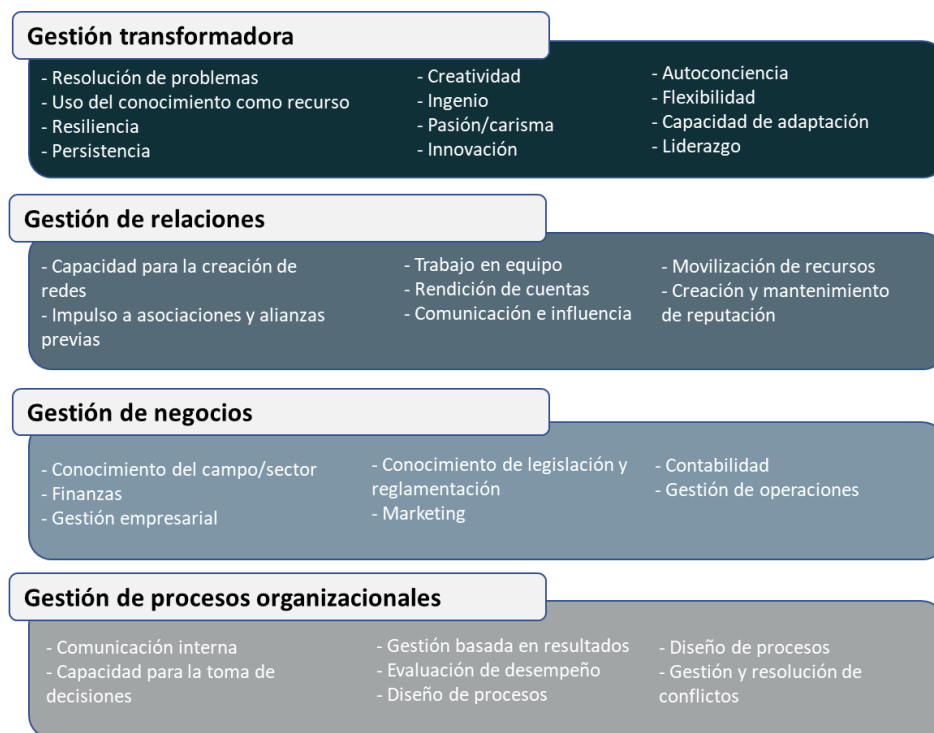 Gestión transformadora
- Resolución de problemas
- Uso del conocimiento como recurso
- Resiliencia
- Persistencia
- Creatividad
- Ingenio
- Pasión/carisma
- Innovación
- Autoconciencia
- Flexibilidad
- Capacidad de adaptación
- Liderazgo
Gestión de relaciones
- Capacidad para la creación de
redes
- Impulso a asociaciones y alianzas
previas
- Trabajo en equipo
- Rendición de cuentas
- Comunicación e influencia
- Movilización de recursos
- Creación y mantenimiento
de reputación
Gestión de negocios
- Conocimiento del campo/sector
- Finanzas
- Gestión empresarial
- Conocimiento de legislación y
reglamentación
- Marketing
- Contabilidad
- Gestión de operaciones
Gestión de procesos organizacionales
- Comunicación interna
- Capacidad para la toma de
decisiones
- Gestión basada en resultados
- Evaluación de desempeño
- Diseño de procesos
- Diseño de procesos
- Gestión y resolución de
conflictos